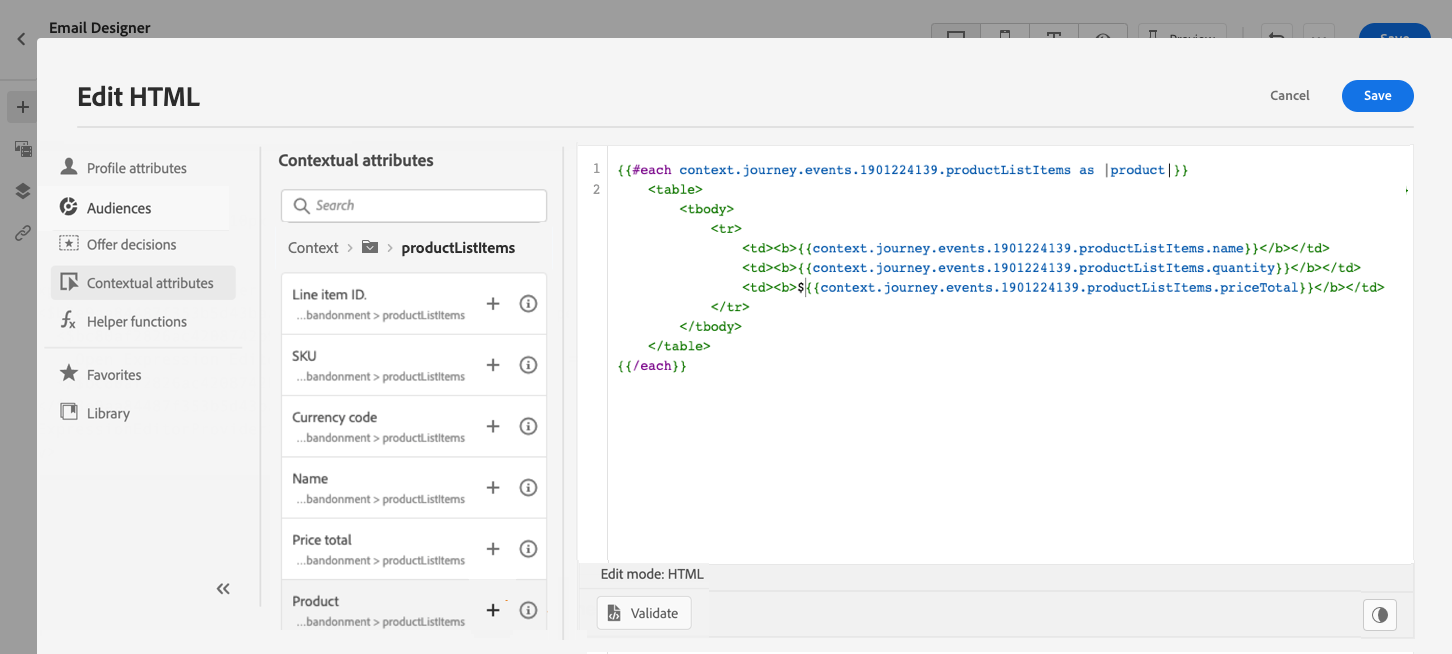 Email Designer
Preview
Save
Edit HTML
Cancel
Save
Profile attributes
Audiences
Offer decisions
Contextual attributes
Helper functions
Favorites
Library
Contextual attributes
Search
Context > productListItems
Line item ID.
...bandonment > productListItems
SKU
...bandonment > productListItems
Currency code
...bandonment > productListItems
Name
...bandonment > productListItems
Price total
...bandonment > productListItems
Product
...bandonment > productListItems
1 {{#each context.journey.events.1901224139.productListItems as |product|}}
2 <table>
<tbody>
<tr>
<td><b>{{context.journey.events.1901224139.productListItems.name}}</b></td>
<td><b>{{context.journey.events.1901224139.productListItems.quantity}}</b></td>
<td><b>${{context.journey.events.1901224139.productListItems.priceTotal}}</b></td>
</tr>
</tbody>
</table>
{{/each}}
Edit mode: HTML
Validate